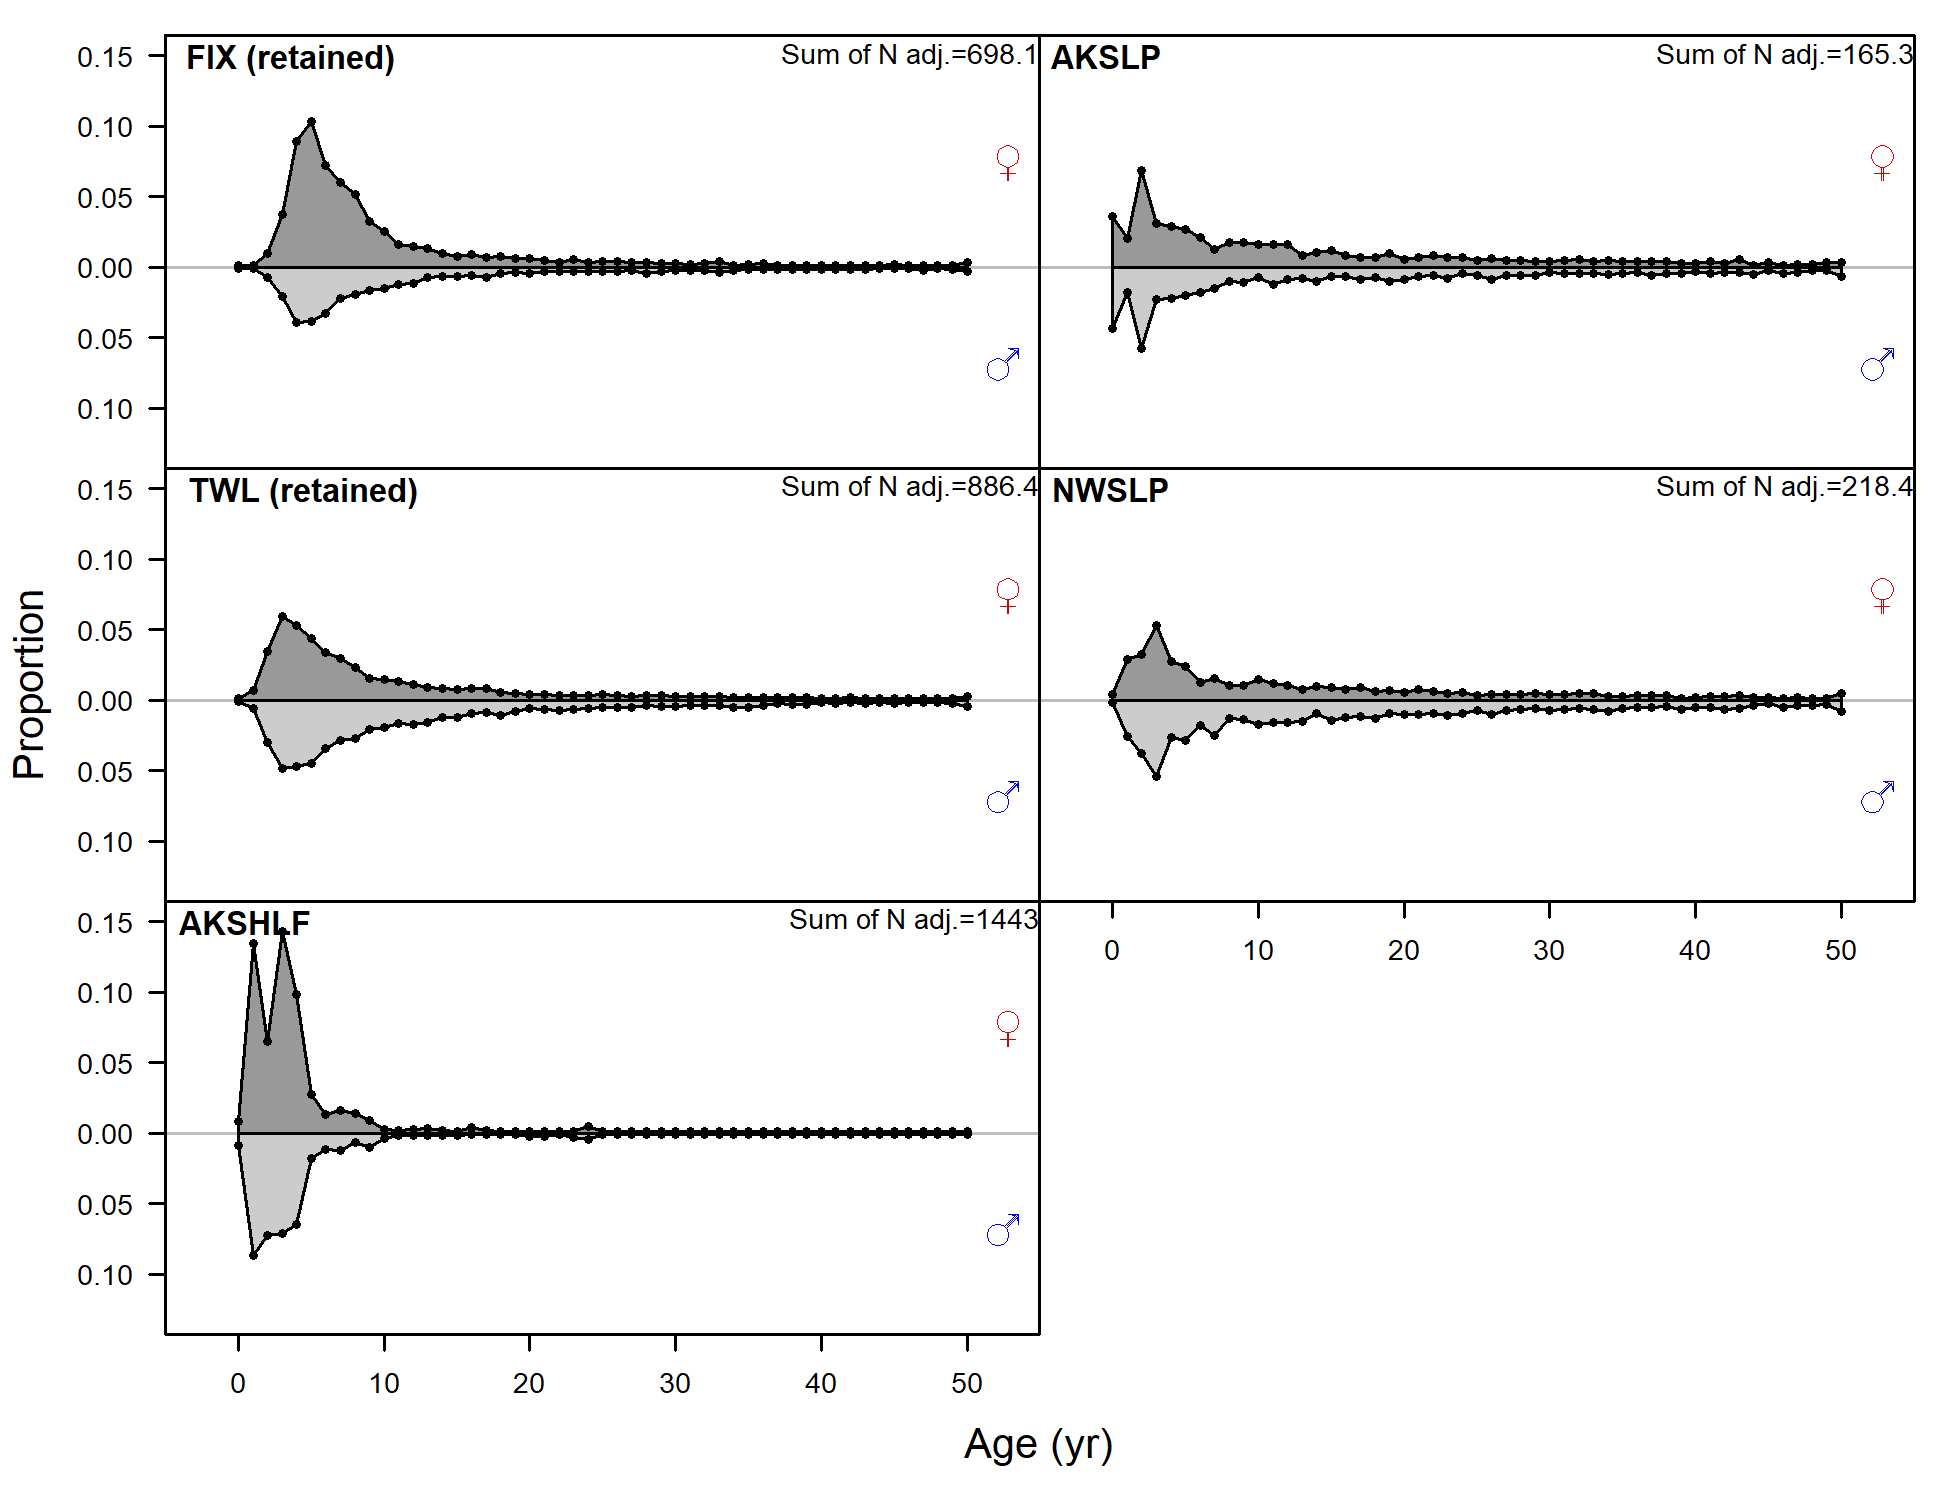 FIX (retained)
Sum of N adj.=698.1
AKSLP
Sum of N adj.=165.3
0.15
0.10
0.05
0.00
0.05
0.10
♀
♂
♀
♂
TWL (retained)
Sum of N adj.=886.4
NWSLP
Sum of N adj.=218.4
0.15
0.10
0.05
0.00
0.05
0.10
♀
♂
♀
♂
0 10 20 30 40 50
AKSHLF
Sum of N adj.=1443
0.15
0.10
0.05
0.00
0.05
0.10
♀
♂
0 10 20 30 40 50
Proportion
Age (yr)